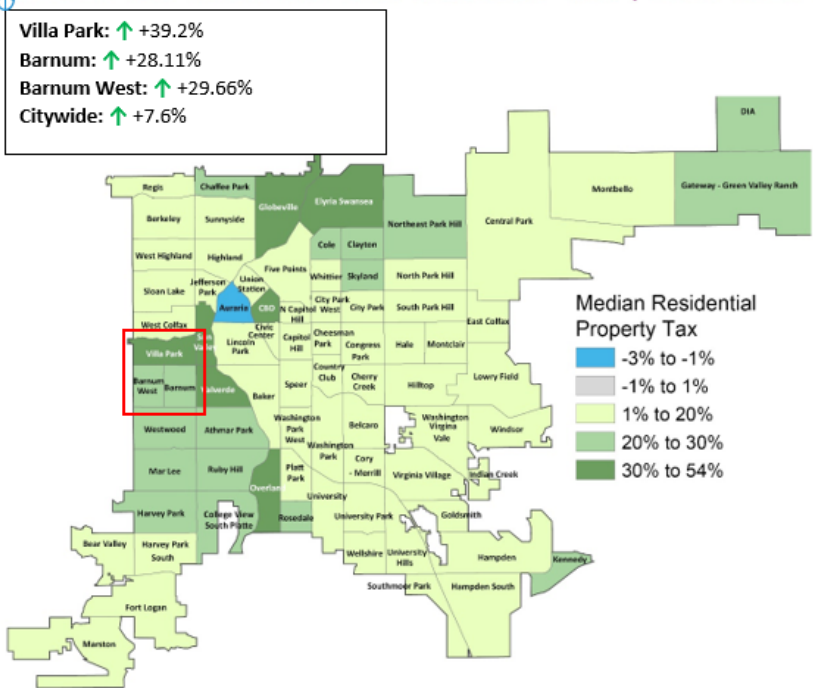 Villa Park: ↑ +39.2%
Barnum: ↑ +28.11%
Barnum West: ↑ +29.66%
Citywide: ↑ +7.6%
DIA
Regis
Chaffee Park
Globeville
Elyria Swansea
Montbello
Gateway - Green Valley Ranch
Berkeley
Sunnyside
Northeast Park Hill
Central Park
West Highland
Highland
Cole
Clayton
Five Points
Sloan Lake
Jefferson
Park
Union
Station
Whittier
Skyland
North Park Hill
Auraria
CBD
N Capitol
Hill
City Park
West
City Park
South Park Hill
West Colfax
Civic
Center
East Colfax
Villa Park
Sun
Lincoln
Park
Capitol
Hill
Cheesman
Park
Congress
Park
Hale
Montclair
Barnum
West
Barnum
Valverde
Baker
Speer
Country
Club
Cherry
Creek
Hilltop
Lowry Field
Westwood
Athmar Park
Washington
Park
West
Washington
Park
Belcaro
Washington
Virginia
Vale
Windsor
Mar Lee
Ruby Hill
Overland
Platt
Park
Cory
- Merrill
Virginia Village
Indian Creek
Harvey Park
College View
South Platte
Rosedale
University
University Park
Goldsmith
Bear Valley
Harvey Park
South
Wellshire
University
Hills
Hampden
Kennedy
Southmoor Park
Hampden South
Fort Logan
Marston
Median Residential
Property Tax
-3% to -1%
-1% to 1%
1% to 20%
20% to 30%
30% to 54%